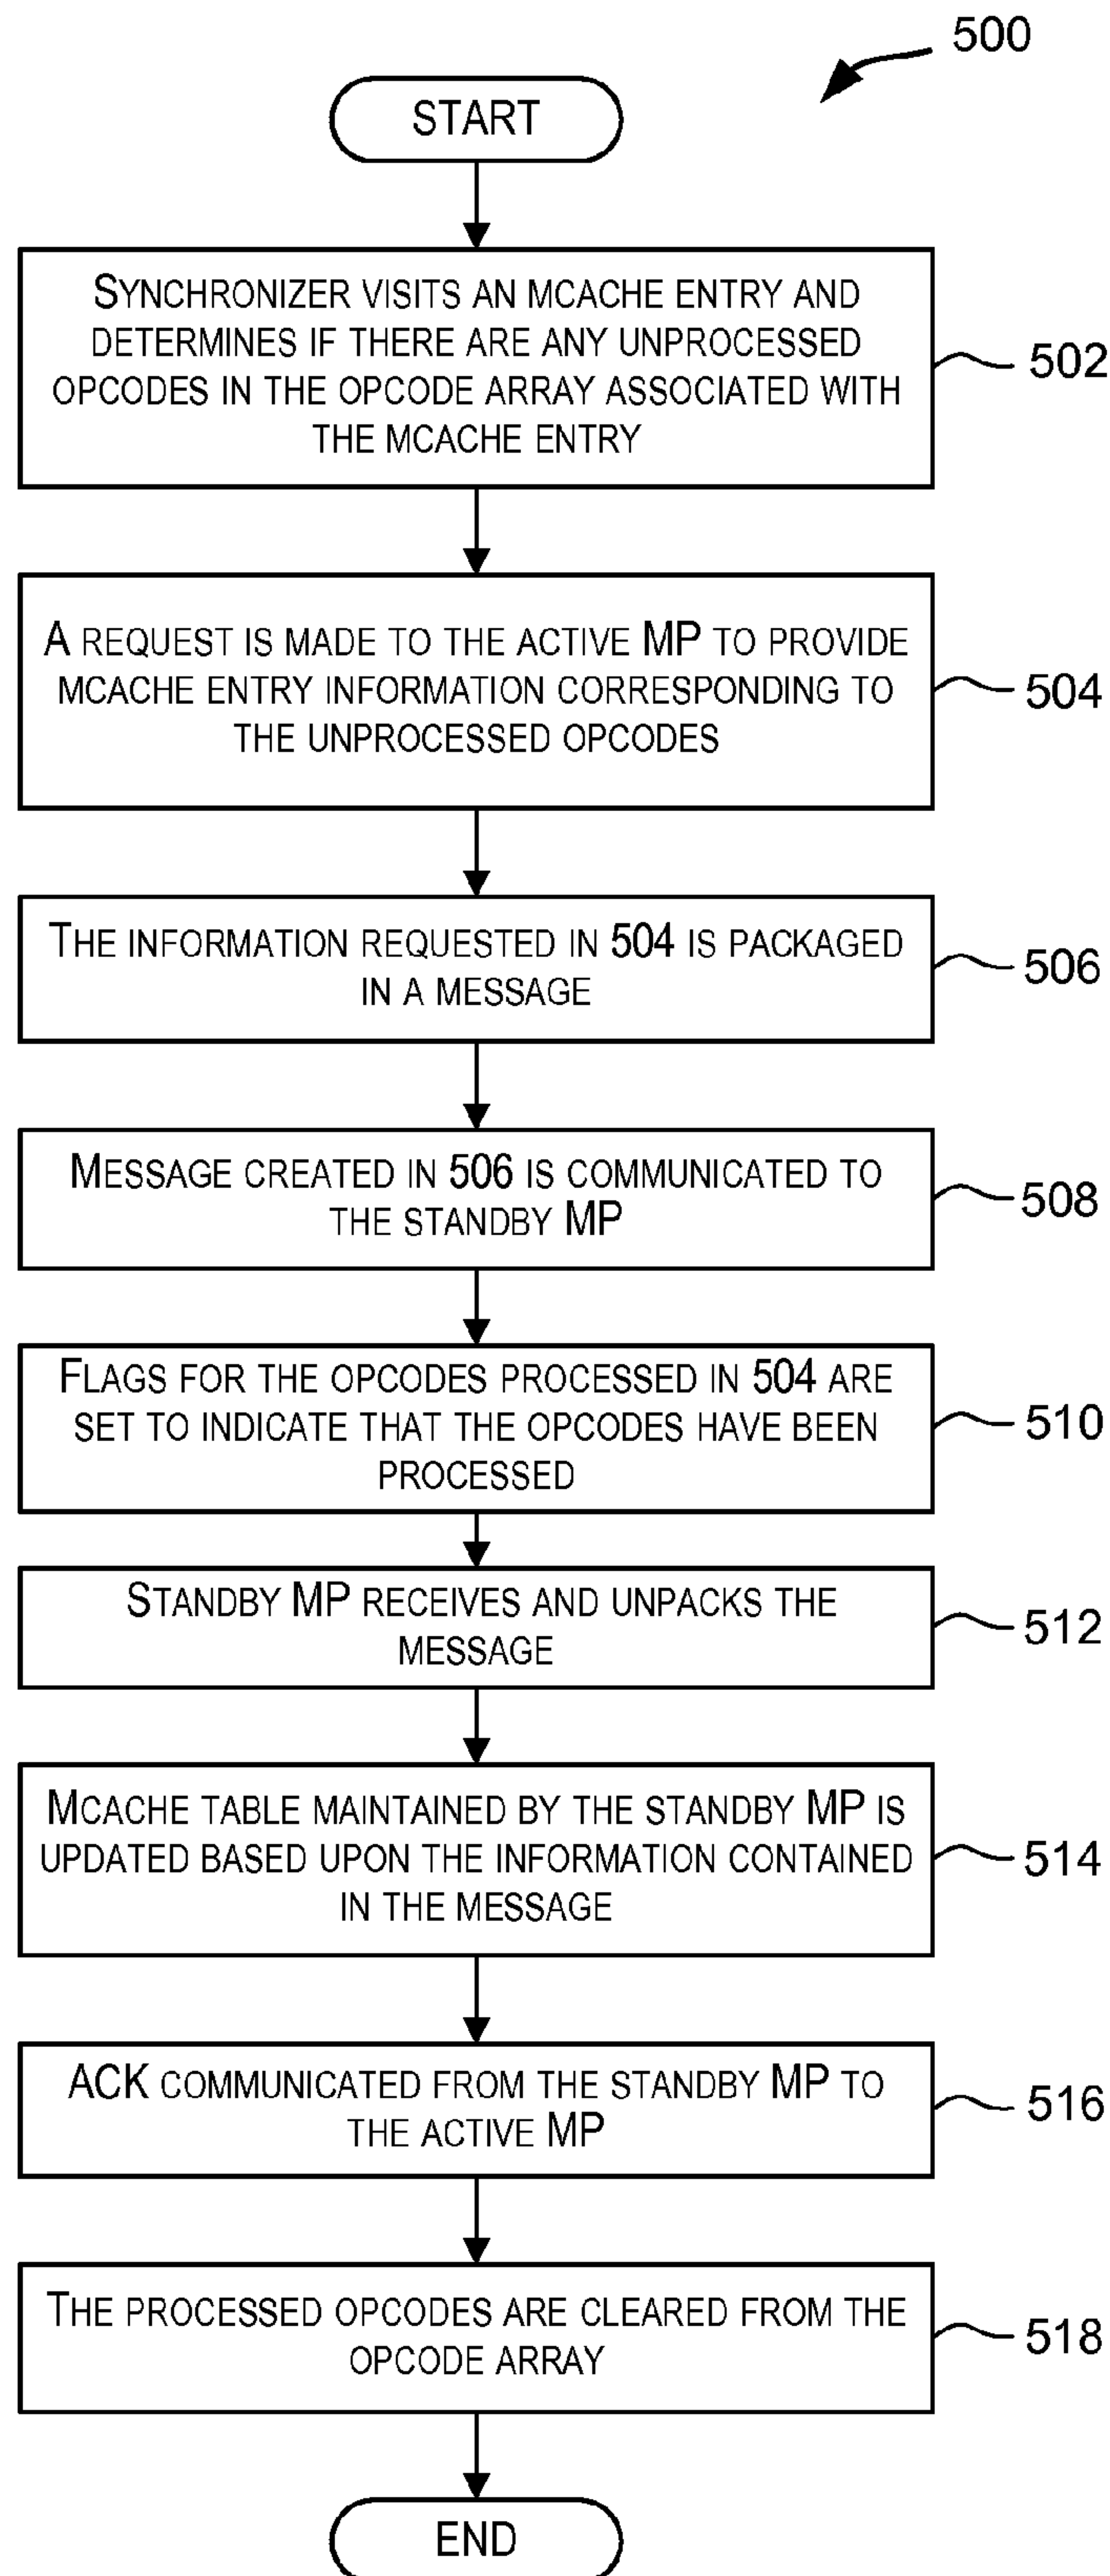 500
START
SYNCHRONIZER VISITS AN MCACHE ENTRY AND
DETERMINES IF THERE ARE ANY UNPROCESSED
OPCODES IN THE OPCODE ARRAY ASSOCIATED WITH
THE MCACHE ENTRY
502
A REQUEST IS MADE TO THE ACTIVE MP TO PROVIDE
MCACHE ENTRY INFORMATION CORRESPONDING TO
THE UNPROCESSED OPCODES
504
THE INFORMATION REQUESTED IN 504 IS PACKAGED
IN A MESSAGE
506
MESSAGE CREATED IN 506 IS COMMUNICATED TO
THE STANDBY MP
508
FLAGS FOR THE OPCODES PROCESSED IN 504 ARE
SET TO INDICATE THAT THE OPCODES HAVE BEEN
PROCESSED
510
STANDBY MP RECEIVES AND UNPACKS THE
MESSAGE
512
MCACHE TABLE MAINTAINED BY THE STANDBY MP IS
UPDATED BASED UPON THE INFORMATION CONTAINED
IN THE MESSAGE
514
ACK COMMUNICATED FROM THE STANDBY MP TO
THE ACTIVE MP
516
THE PROCESSED OPCODES ARE CLEARED FROM THE
OPCODE ARRAY
518
END